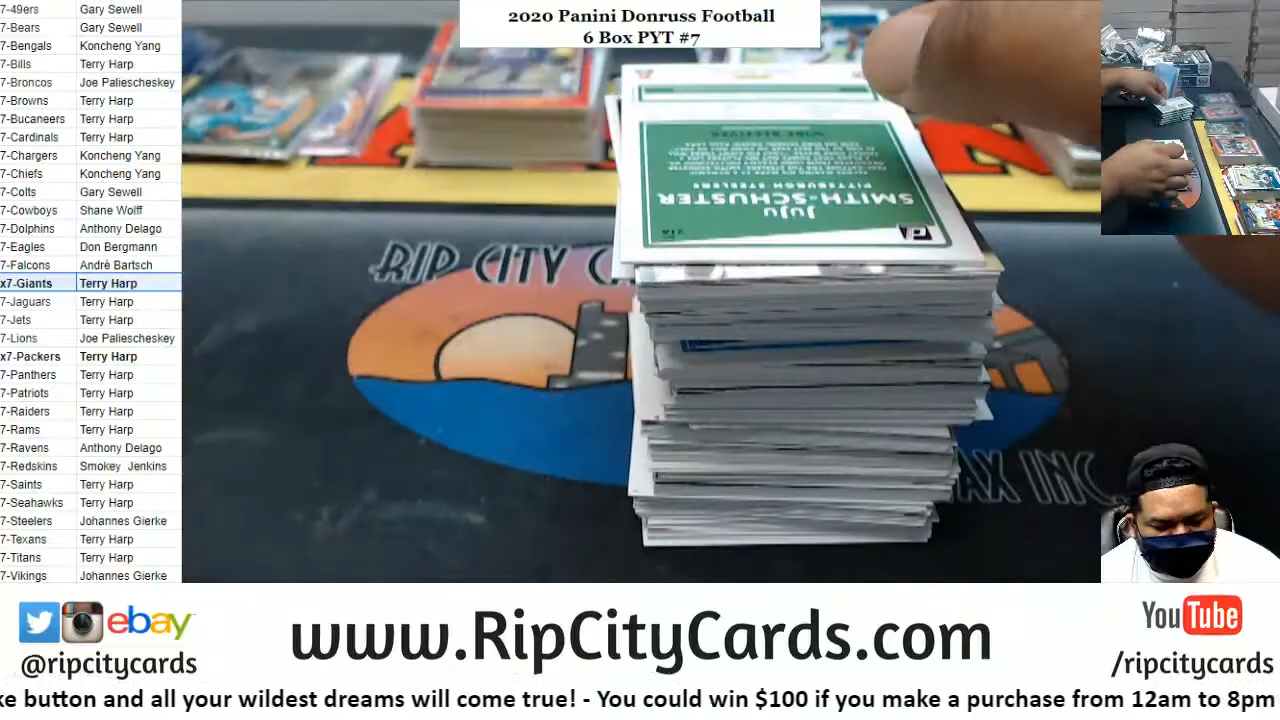 2020 Panini Donruss Football
6 Box PYT #7
7-49ers Gary Sewell
7-Bears Gary Sewell
7-Bengals Koncheng Yang
7-Bills Terry Harp
7-Broncos Joe Paliescheskey
7-Browns Terry Harp
7-Bucaneers Terry Harp
7-Cardinals Terry Harp
7-Chargers Koncheng Yang
7-Chiefs Koncheng Yang
7-Colts Gary Sewell
7-Cowboys Shane Wolff
7-Dolphins Anthony Delago
7-Eagles Don Bergmann
7-Falcons Andrè Bartsch
x7-Giants Terry Harp
7-Jaguars Terry Harp
7-Jets Terry Harp
7-Lions Joe Paliescheskey
x7-Packers Terry Harp
7-Panthers Terry Harp
7-Patriots Terry Harp
7-Raiders Terry Harp
7-Rams Terry Harp
7-Ravens Anthony Delago
7-Redskins Smokey Jenkins
7-Saints Terry Harp
7-Seahawks Terry Harp
7-Steelers Johannes Gierke
7-Texans Terry Harp
7-Titans Terry Harp
7-Vikings Johannes Gierke
JuJu
SMITH-SCHUSTER
PITTSBURGH STEELERS
WIDE RECEIVER
RIP CITY
AX INC.
ebay
@ripcitycards
www.RipCityCards.com
YouTube
/ripcitycards
ke button and all your wildest dreams will come true! - You could win $100 if you make a purchase from 12am to 8pm